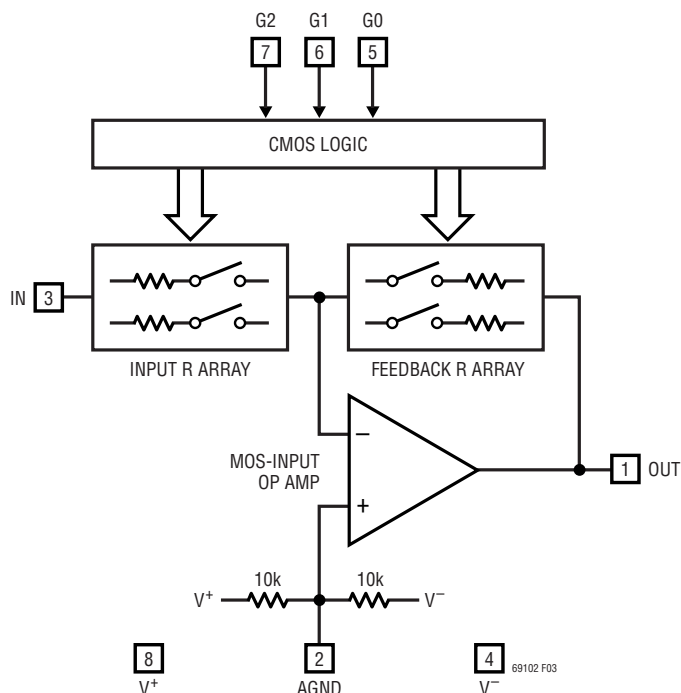 G2 G1 G0
7 6 5
CMOS LOGIC
IN 3
INPUT R ARRAY FEEDBACK R ARRAY
MOS-INPUT
OP AMP
−
+
1 OUT
10k 10k
V+ V−
8 2 4 69102 F03
V+ AGND V−